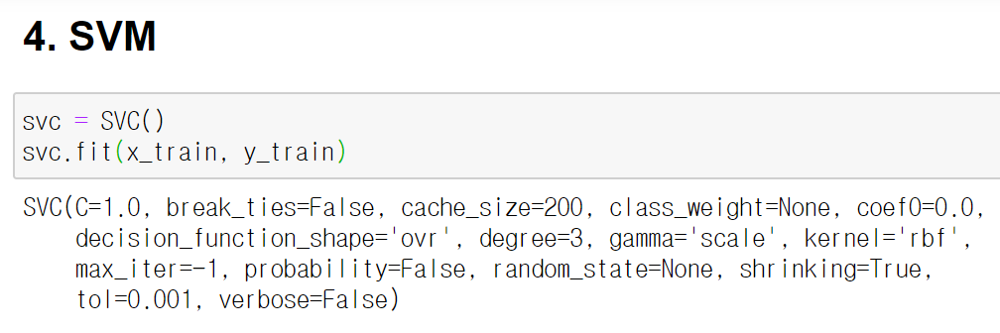 4. SVM
svc = SVC()
svc.fit(x_train, y_train)
SVC(C=1.0, break_ties=False, cache_size=200, class_weight=None, coef0=0.0,
    decision_function_shape='ovr', degree=3, gamma='scale', kernel='rbf',
    max_iter=-1, probability=False, random_state=None, shrinking=True,
    tol=0.001, verbose=False)